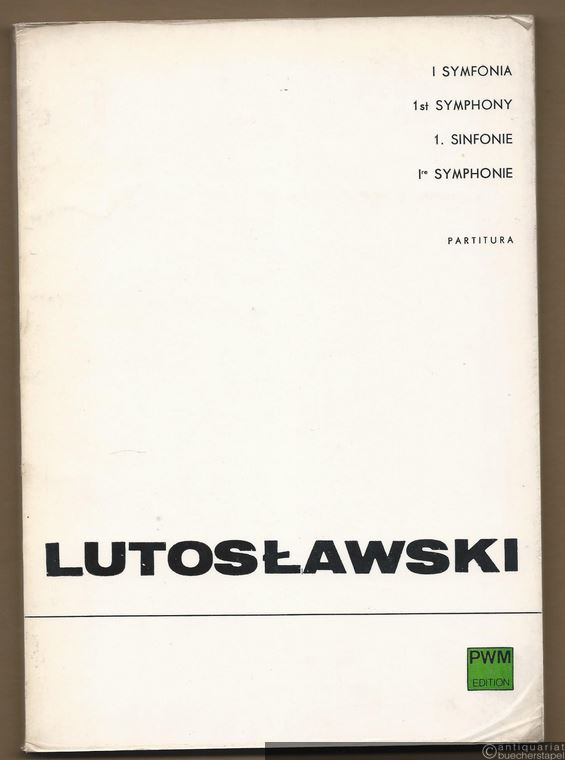 I SYMFONIA
1st SYMPHONY
1. SINFONIE
Ire SYMPHONIE
PARTITURA
LUTOSŁAWSKI
PWM
EDITION
©antiquariat
buecherstapel